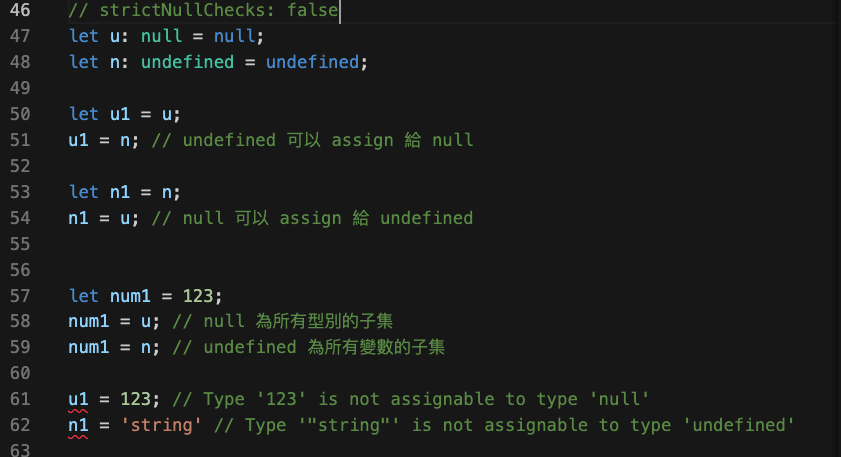 46 // strictNullChecks: false
47 let u: null = null;
48 let n: undefined = undefined;
49
50 let u1 = u;
51 u1 = n; // undefined 可以 assign 給 null
52
53 let n1 = n;
54 n1 = u; // null 可以 assign 給 undefined
55
56
57 let num1 = 123;
58 num1 = u; // null 為所有型別的子集
59 num1 = n; // undefined 為所有變數的子集
60
61 u1 = 123; // Type '123' is not assignable to type 'null'
62 n1 = 'string' // Type '"string"' is not assignable to type 'undefined'
63